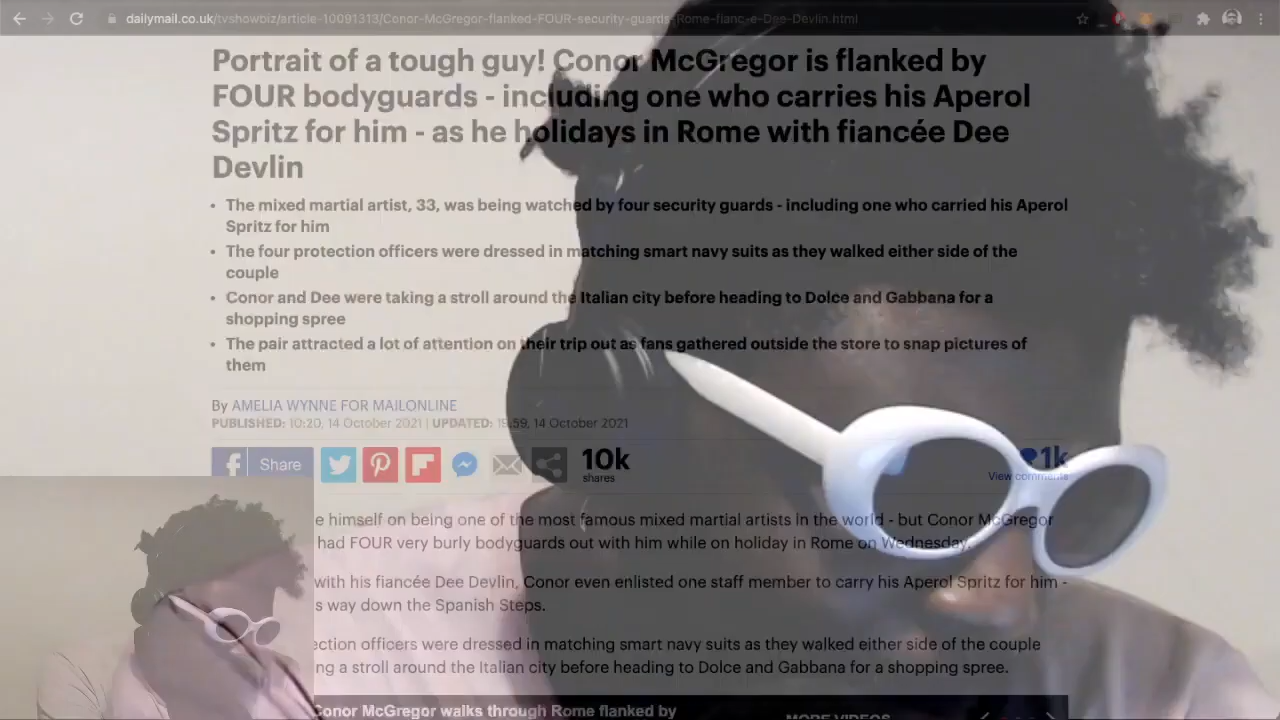 dailymail.co.uk/tvshowbiz/article-10091313/Conor-McGregor-flanked-FOUR-security-guards-Rome-fianc-e-Dee-Devlin.html
Portrait of a tough guy! Conor McGregor is flanked by
FOUR bodyguards - including one who carries his Aperol
Spritz for him - as he holidays in Rome with fiancée Dee
Devlin
• The mixed martial artist, 33, was being watched by four security guards - including one who carried his Aperol
Spritz for him
• The four protection officers were dressed in matching smart navy suits as they walked either side of the
couple
• Conor and Dee were taking a stroll around the Italian city before heading to Dolce and Gabbana for a
shopping spree
• The pair attracted a lot of attention on their trip out as fans gathered outside the store to snap pictures of
them
By AMELIA WYNNE FOR MAILONLINE
PUBLISHED: 10:20, 14 October 2021 | UPDATED: 19:59, 14 October 2021
Share
10k
shares
1k
View comments
e himself on being one of the most famous mixed martial artists in the world - but Conor McGregor
had FOUR very burly bodyguards out with him while on holiday in Rome on Wednesday.
with his fiancée Dee Devlin, Conor even enlisted one staff member to carry his Aperol Spritz for him -
s way down the Spanish Steps.
ection officers were dressed in matching smart navy suits as they walked either side of the couple
ng a stroll around the Italian city before heading to Dolce and Gabbana for a shopping spree.
Conor McGregor walks through Rome flanked by
MORE VIDEOS